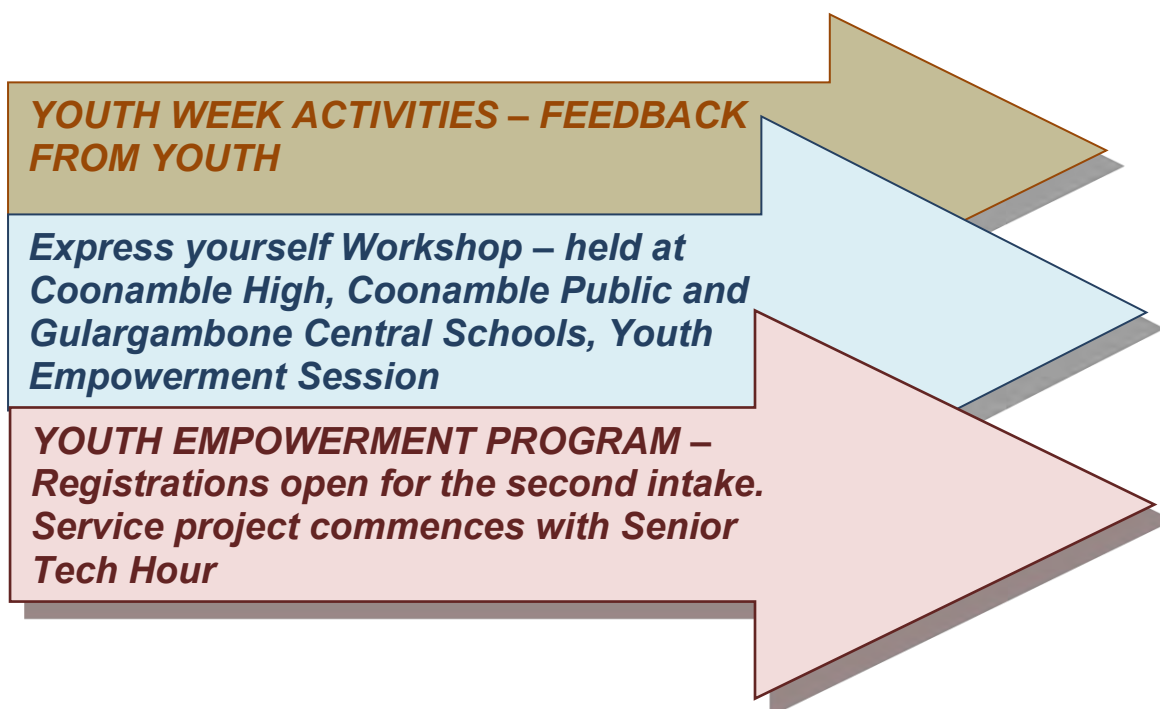 YOUTH WEEK ACTIVITIES – FEEDBACK
FROM YOUTH
Express yourself Workshop – held at
Coonamble High, Coonamble Public and
Gulargambone Central Schools, Youth
Empowerment Session
YOUTH EMPOWERMENT PROGRAM –
Registrations open for the second intake.
Service project commences with Senior
Tech Hour